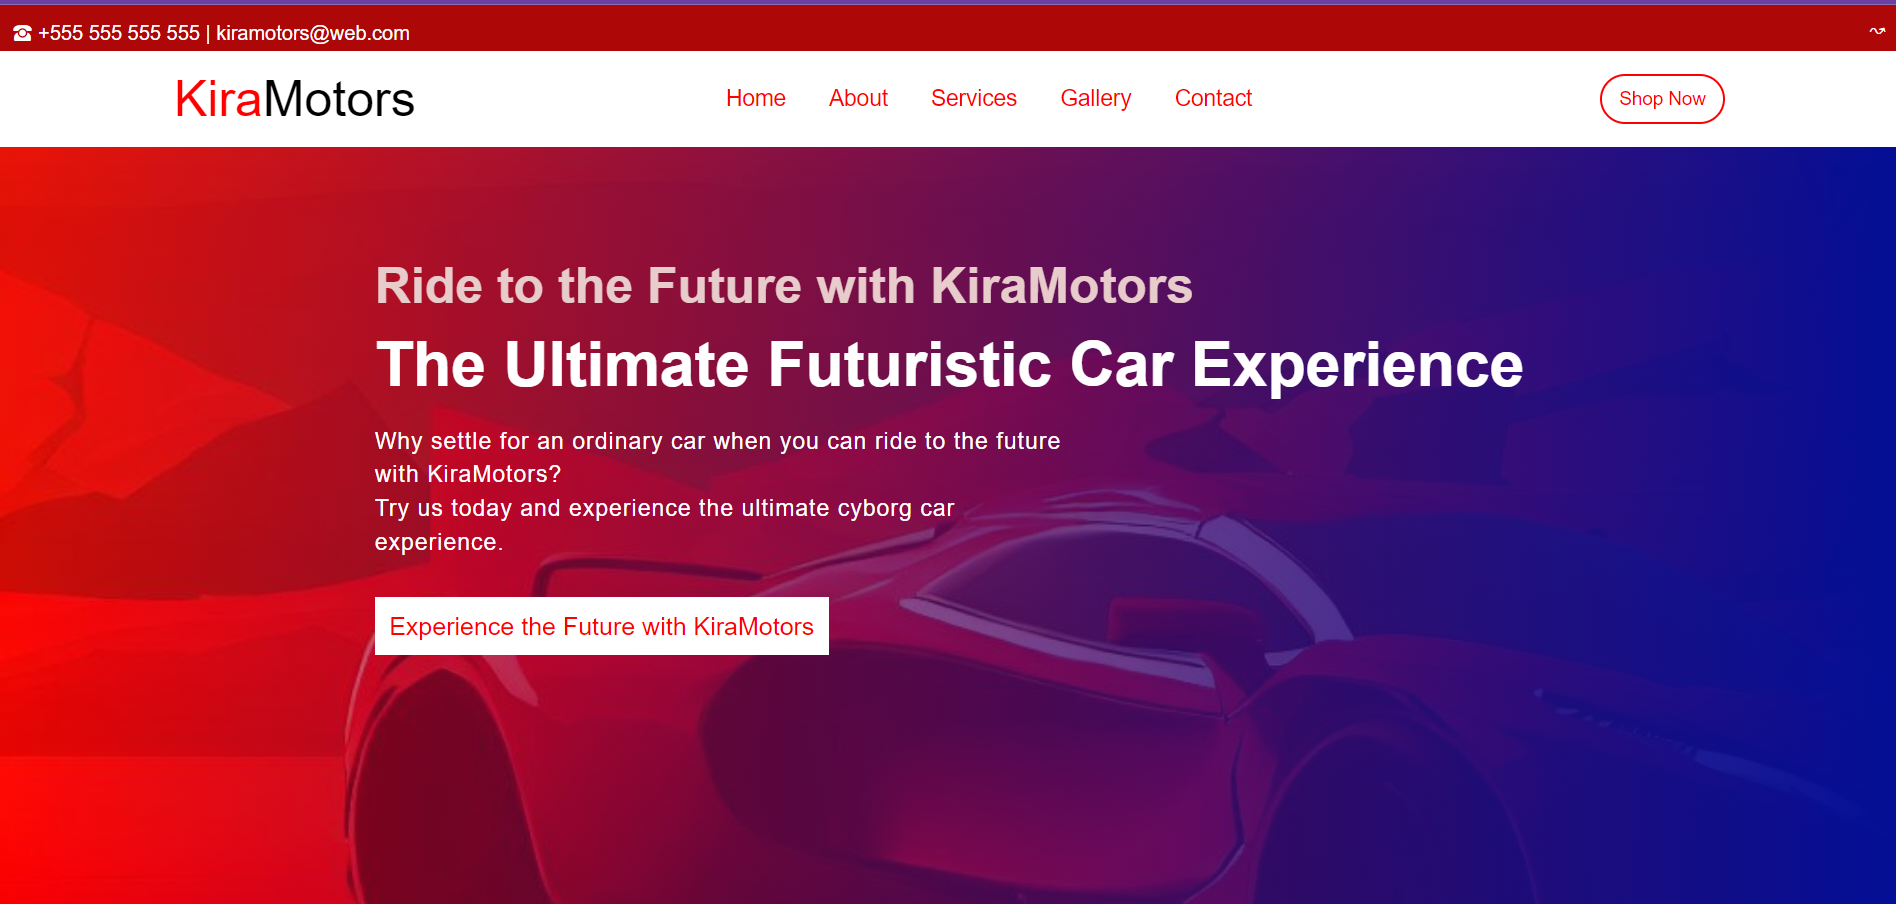 ☎ +555 555 555 555 | kiramotors@web.com
KiraMotors
Home About Services Gallery Contact
Shop Now
Ride to the Future with KiraMotors
The Ultimate Futuristic Car Experience
Why settle for an ordinary car when you can ride to the future
with KiraMotors?
Try us today and experience the ultimate cyborg car
experience.
Experience the Future with KiraMotors